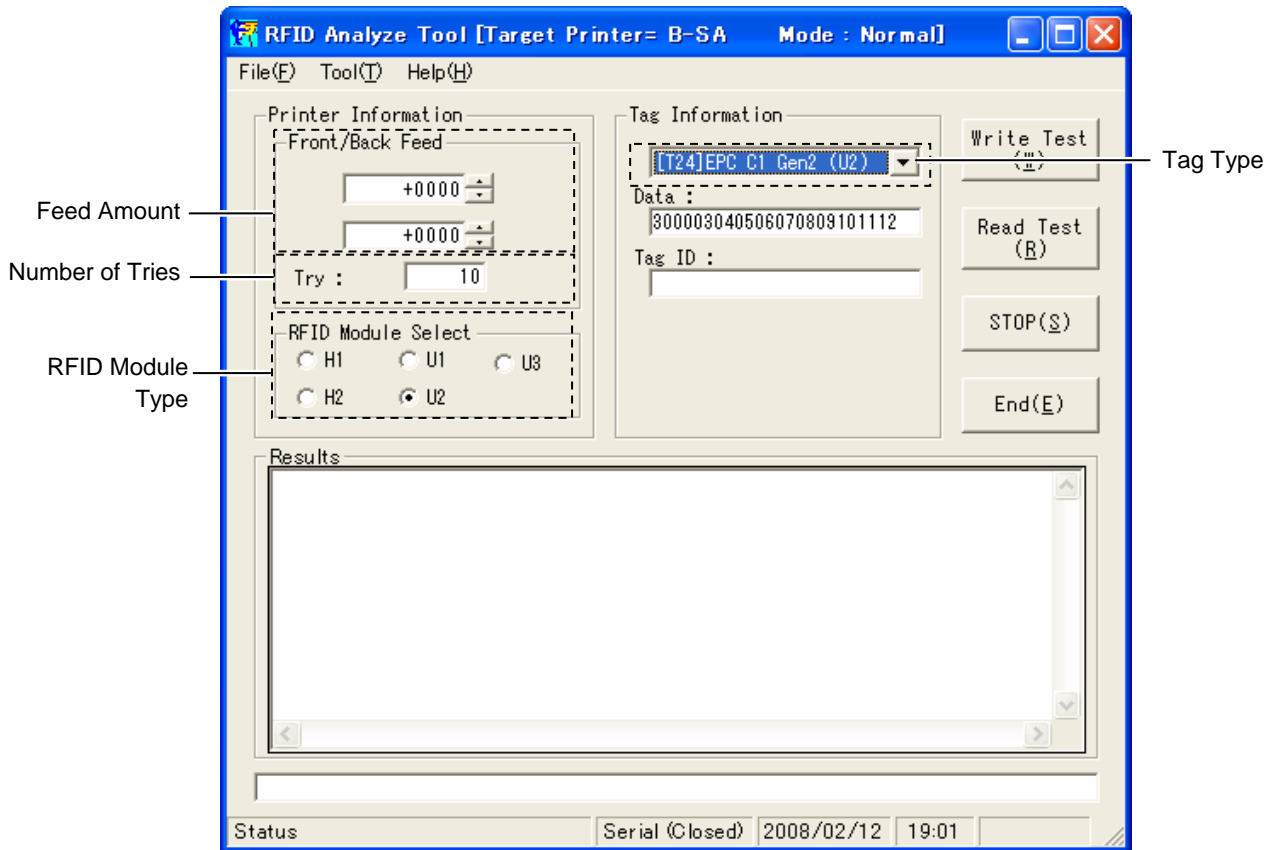 RFID Analyze Tool [Target Printer= B-SA Mode : Normal]
File(F) Tool(T) Help(H)
Printer Information
Front/Back Feed
+0000
+0000
Try : 10
RFID Module Select
H1 U1 U3
H2 U2
Tag Information
[T24]EPC C1 Gen2 (U2)
Data :
300003040506070809101112
Tag ID :
Write Test
(W)
Read Test
(R)
STOP(S)
End(E)
Feed Amount
Number of Tries
RFID Module
Type
Tag Type
Results
Status Serial (Closed) 2008/02/12 19:01